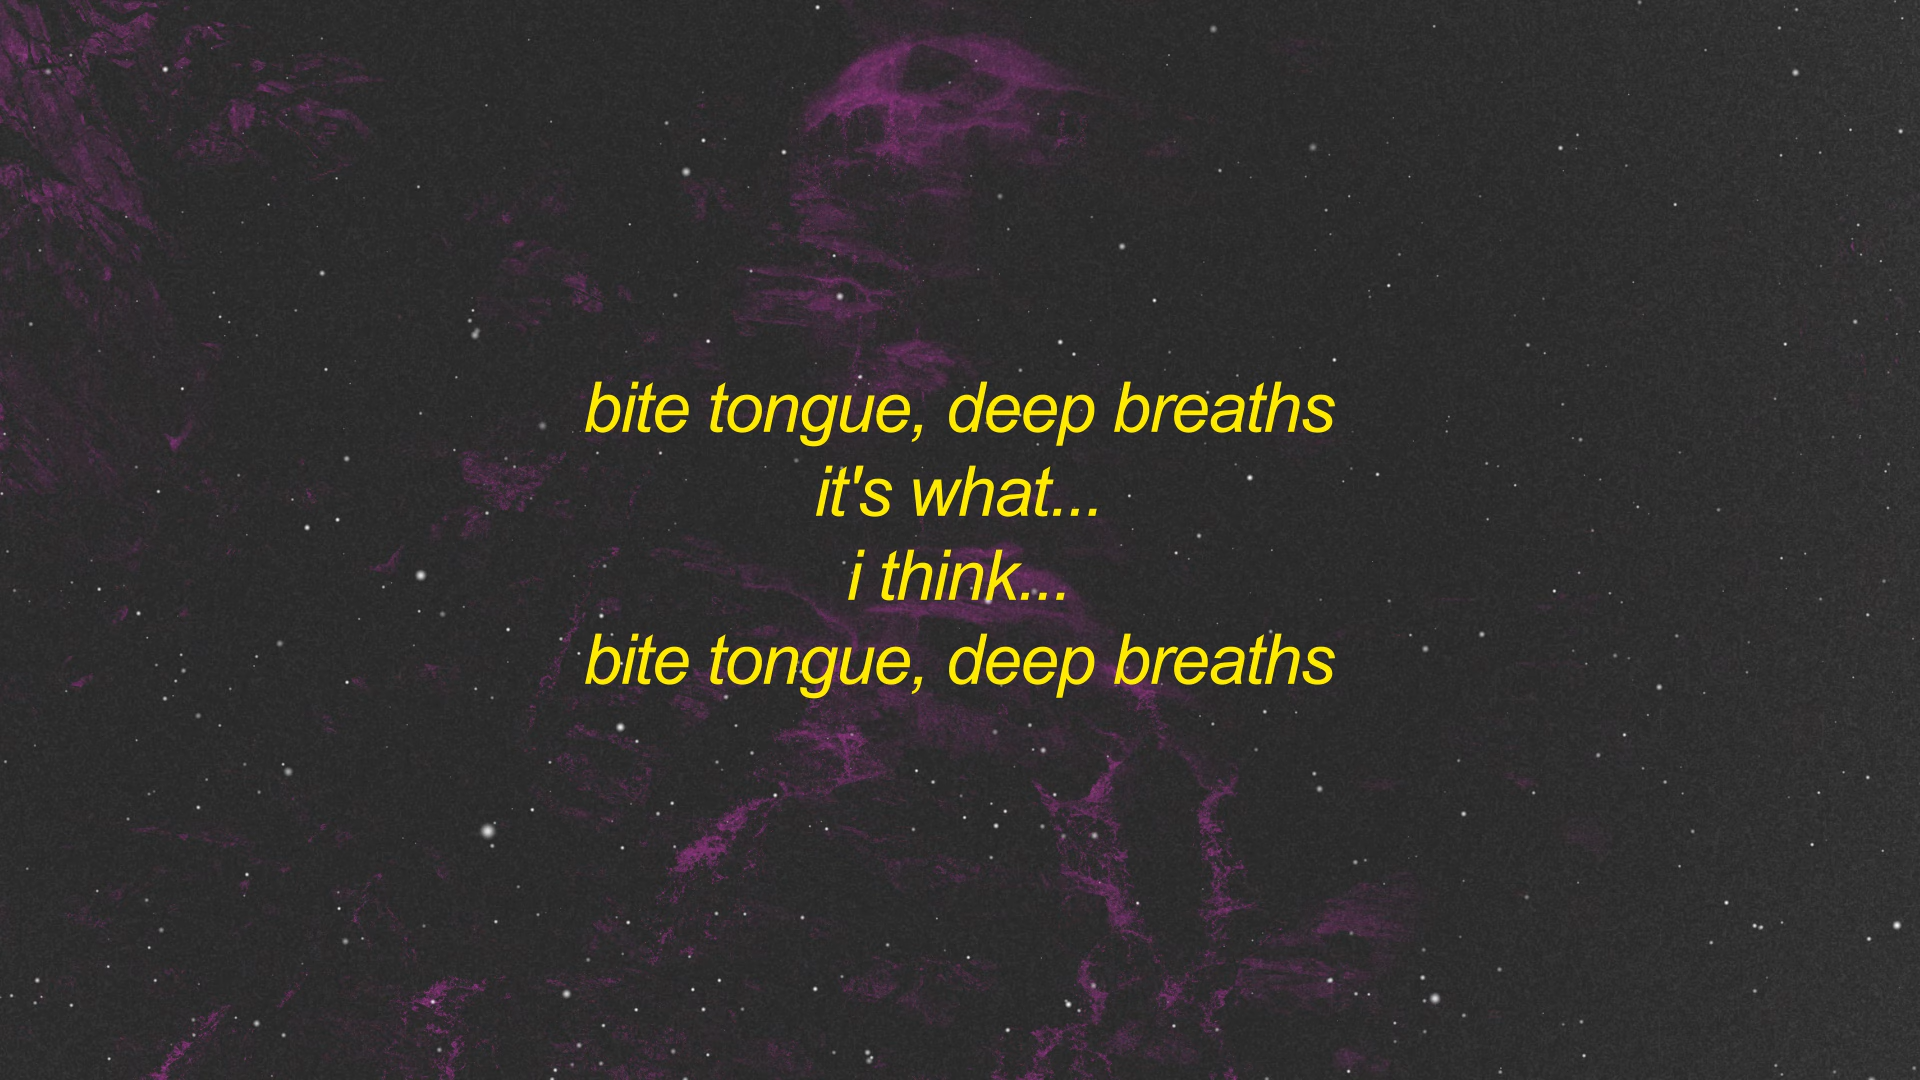 bite tongue, deep breaths
it's what...
i think...
bite tongue, deep breaths